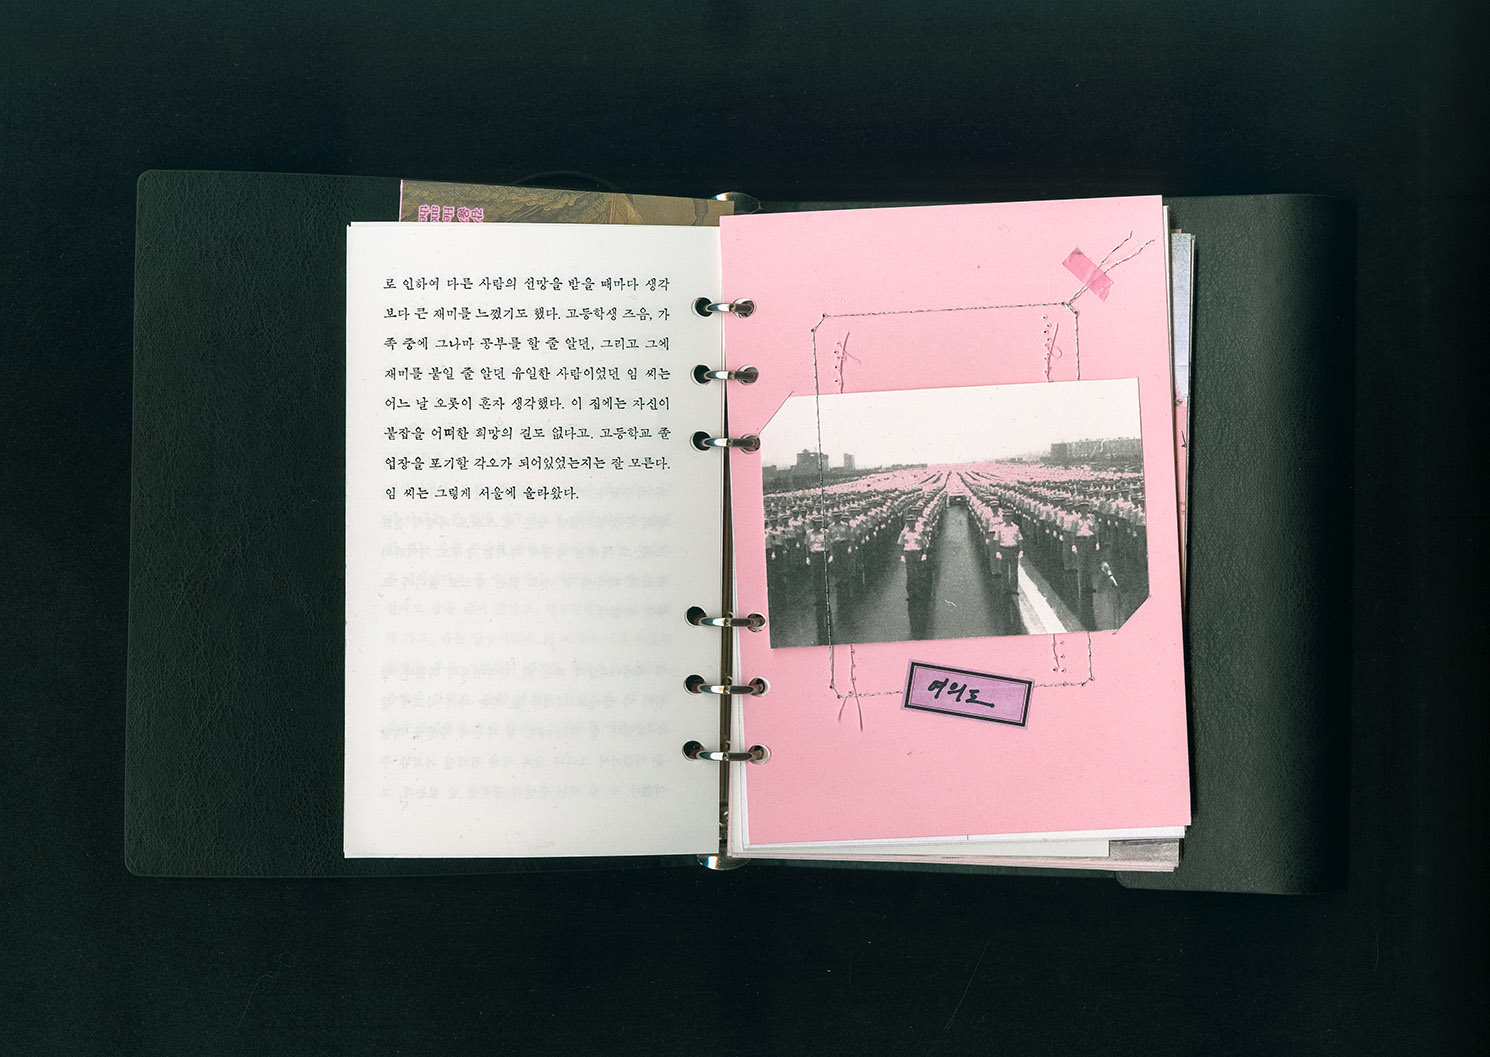 로 인하여 다른 사람의 선망을 받을 때마다 생각
보다 큰 재미를 느꼈기도 했다. 고등학생 즈음, 가
족 중에 그나마 공부를 할 줄 알던, 그리고 그에
재미를 붙일 줄 알던 유일한 사람이었던 임 씨는
어느 날 오롯이 혼자 생각했다. 이 집에는 자신이
붙잡을 어떠한 희망의 길도 없다고. 고등학교 졸
업장을 포기할 각오가 되어있었는지는 잘 모른다.
임 씨는 그렇게 서울에 올라왔다.
여의도